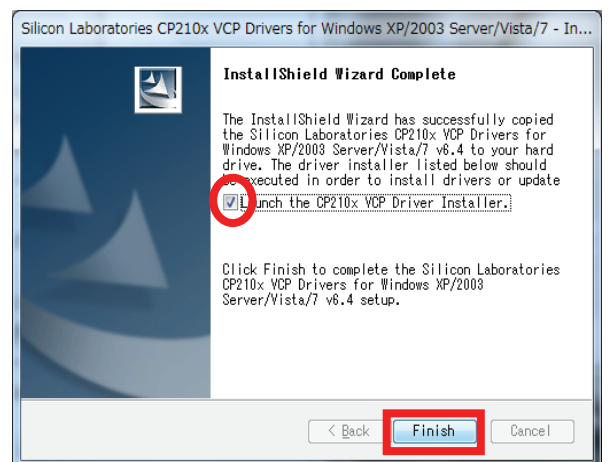 Silicon Laboratories CP210x VCP Drivers for Windows XP/2003 Server/Vista/7 - In...
InstallShield Wizard Complete
The InstallShield Wizard has successfully copied
the Silicon Laboratories CP210x VCP Drivers for
Windows XP/2003 Server/Vista/7 v6.4 to your hard
drive. The driver installer listed below should
be executed in order to install drivers or update
Launch the CP210x VCP Driver Installer.
Click Finish to complete the Silicon Laboratories
CP210x VCP Drivers for Windows XP/2003
Server/Vista/7 v6.4 setup.
< Back Finish Cancel